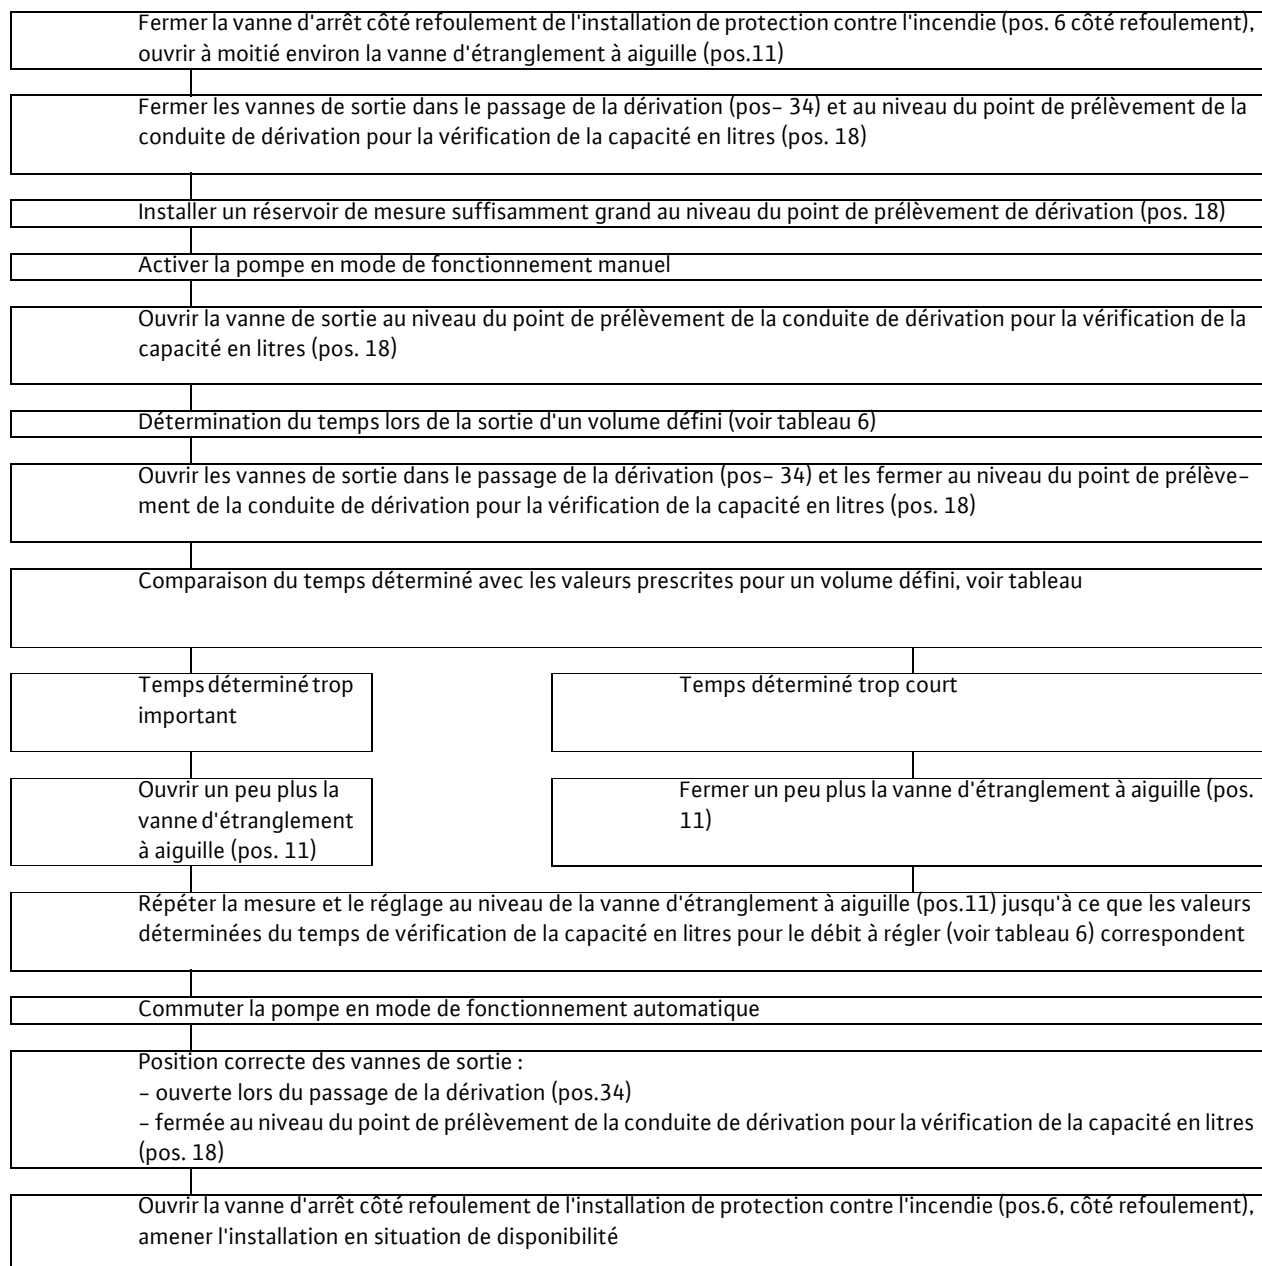 Fermer la vanne d'arrêt côté refoulement de l'installation de protection contre l'incendie (pos. 6 côté refoulement),
ouvrir à moitié environ la vanne d'étranglement à aiguille (pos.11)
Fermer les vannes de sortie dans le passage de la dérivation (pos- 34) et au niveau du point de prélèvement de la
conduite de dérivation pour la vérification de la capacité en litres (pos. 18)
Installer un réservoir de mesure suffisamment grand au niveau du point de prélèvement de dérivation (pos. 18)
Activer la pompe en mode de fonctionnement manuel
Ouvrir la vanne de sortie au niveau du point de prélèvement de la conduite de dérivation pour la vérification de la
capacité en litres (pos. 18)
Détermination du temps lors de la sortie d'un volume défini (voir tableau 6)
Ouvrir les vannes de sortie dans le passage de la dérivation (pos- 34) et les fermer au niveau du point de prélève-
ment de la conduite de dérivation pour la vérification de la capacité en litres (pos. 18)
Comparaison du temps déterminé avec les valeurs prescrites pour un volume défini, voir tableau
Temps déterminé trop
important
Temps déterminé trop court
Ouvrir un peu plus la
vanne d'étranglement
à aiguille (pos. 11)
Fermer un peu plus la vanne d'étranglement à aiguille (pos.
11)
Répéter la mesure et le réglage au niveau de la vanne d'étranglement à aiguille (pos.11) jusqu'à ce que les valeurs
déterminées du temps de vérification de la capacité en litres pour le débit à régler (voir tableau 6) correspondent
Commuter la pompe en mode de fonctionnement automatique
Position correcte des vannes de sortie :
- ouverte lors du passage de la dérivation (pos.34)
- fermée au niveau du point de prélèvement de la conduite de dérivation pour la vérification de la capacité en litres
(pos. 18)
Ouvrir la vanne d'arrêt côté refoulement de l'installation de protection contre l'incendie (pos.6, côté refoulement),
amener l'installation en situation de disponibilité